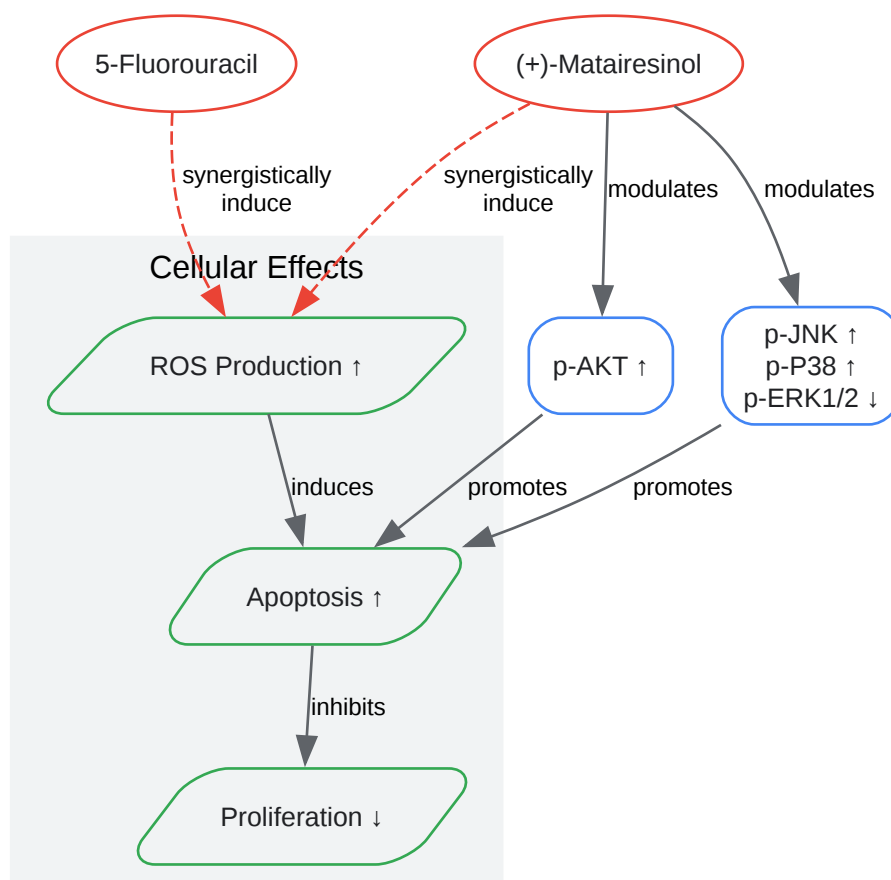 5-Fluorouracil
(+)-Matairesinol
synergistically
induce
synergistically
induce
modulates
modulates
Cellular Effects
ROS Production ↑
p-AKT ↑
p-JNK ↑
p-P38 ↑
p-ERK1/2 ↓
induces
promotes
promotes
Apoptosis ↑
inhibits
Proliferation ↓